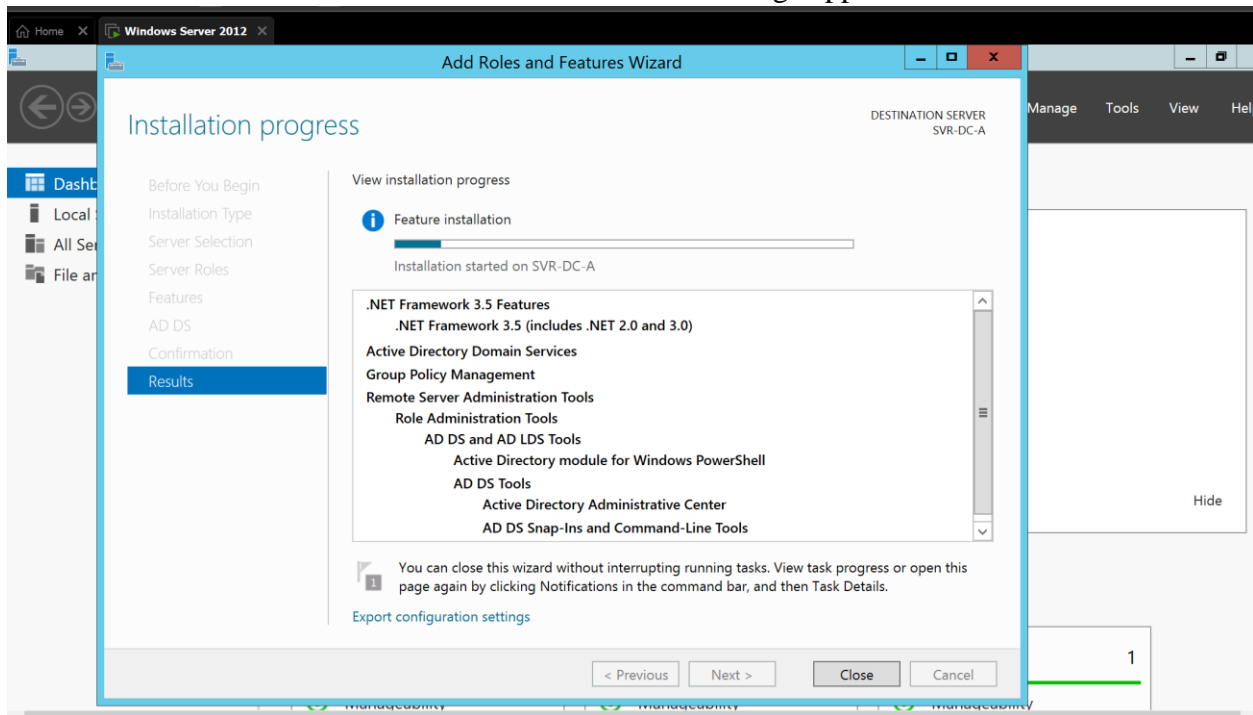 Home
Windows Server 2012
Add Roles and Features Wizard
Manage Tools View Hel
Installation progress
DESTINATION SERVER
SVR-DC-A
Dashb
Local
All Ser
File an
Before You Begin
Installation Type
Server Selection
Server Roles
Features
AD DS
Confirmation
Results
View installation progress
Feature installation
Installation started on SVR-DC-A
.NET Framework 3.5 Features
.NET Framework 3.5 (includes .NET 2.0 and 3.0)
Active Directory Domain Services
Group Policy Management
Remote Server Administration Tools
Role Administration Tools
AD DS and AD LDS Tools
Active Directory module for Windows PowerShell
AD DS Tools
Active Directory Administrative Center
AD DS Snap-Ins and Command-Line Tools
Hide
1
You can close this wizard without interrupting running tasks. View task progress or open this
page again by clicking Notifications in the command bar, and then Task Details.
Export configuration settings
1
< Previous Next > Close Cancel
Manageability Manageability Manageability